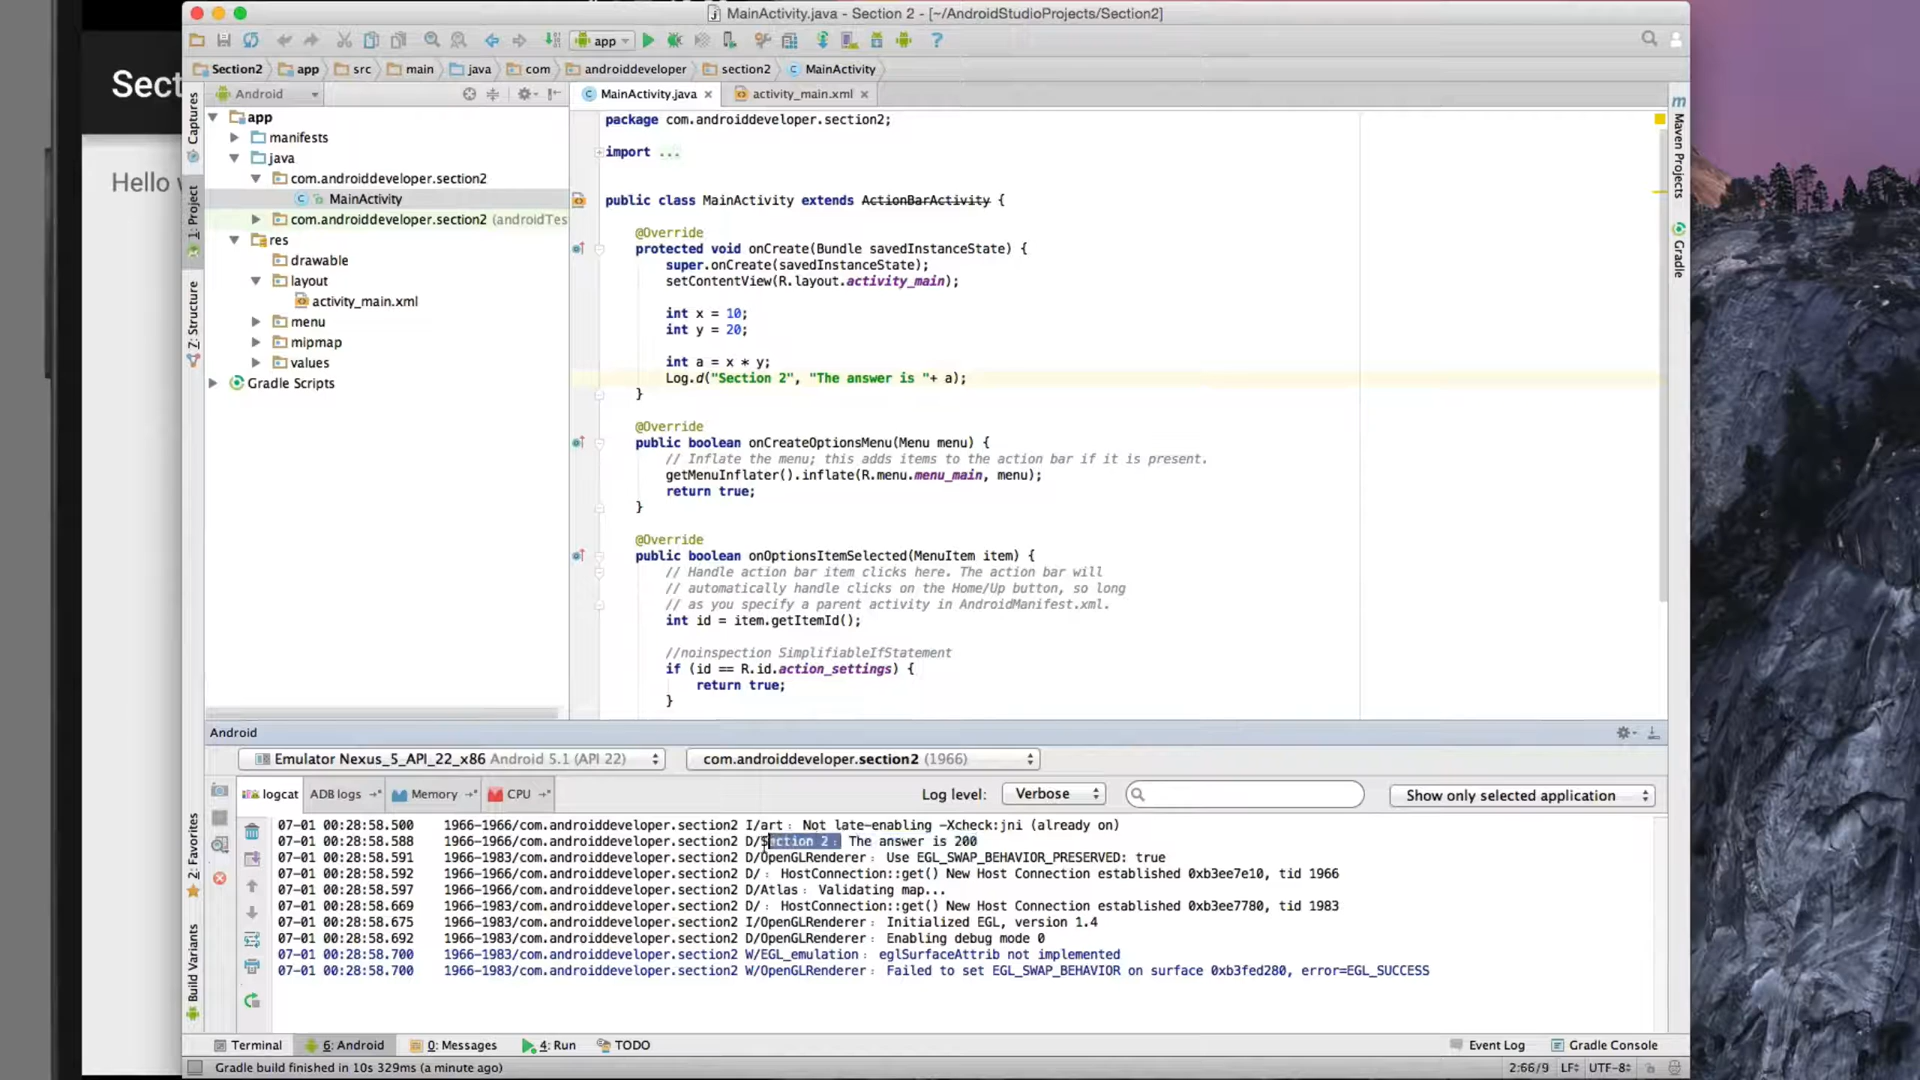 MainActivity.java - Section 2 - [~/AndroidStudioProjects/Section2]
app
Section2 app src main java com androiddeveloper section2 MainActivity
Sect
Hello
Captures
1: Project
7: Structure
2: Favorites
Build Variants
Android
app
manifests
java
com.androiddeveloper.section2
MainActivity
com.androiddeveloper.section2 (androidTes
res
drawable
layout
activity_main.xml
menu
mipmap
values
Gradle Scripts
MainActivity.java activity_main.xml
package com.androiddeveloper.section2;
import ...
public class MainActivity extends ActionBarActivity {
@Override
protected void onCreate(Bundle savedInstanceState) {
super.onCreate(savedInstanceState);
setContentView(R.layout.activity_main);
int x = 10;
int y = 20;
int a = x * y;
Log.d("Section 2", "The answer is "+ a);
}
@Override
public boolean onCreateOptionsMenu(Menu menu) {
// Inflate the menu; this adds items to the action bar if it is present.
getMenuInflater().inflate(R.menu.menu_main, menu);
return true;
}
@Override
public boolean onOptionsItemSelected(MenuItem item) {
// Handle action bar item clicks here. The action bar will
// automatically handle clicks on the Home/Up button, so long
// as you specify a parent activity in AndroidManifest.xml.
int id = item.getItemId();
//noinspection SimplifiableIfStatement
if (id == R.id.action_settings) {
return true;
}
Maven Projects
Gradle
Android
Emulator Nexus_5_API_22_x86 Android 5.1 (API 22) com.androiddeveloper.section2 (1966)
logcat ADB logs Memory CPU Log level: Verbose Show only selected application
07-01 00:28:58.500 1966-1966/com.androiddeveloper.section2 I/art﹕ Not late-enabling -Xcheck:jni (already on)
07-01 00:28:58.588 1966-1966/com.androiddeveloper.section2 D/Section 2﹕ The answer is 200
07-01 00:28:58.591 1966-1983/com.androiddeveloper.section2 D/OpenGLRenderer﹕ Use EGL_SWAP_BEHAVIOR_PRESERVED: true
07-01 00:28:58.592 1966-1966/com.androiddeveloper.section2 D/﹕ HostConnection::get() New Host Connection established 0xb3ee7e10, tid 1966
07-01 00:28:58.597 1966-1966/com.androiddeveloper.section2 D/Atlas﹕ Validating map...
07-01 00:28:58.669 1966-1983/com.androiddeveloper.section2 D/﹕ HostConnection::get() New Host Connection established 0xb3ee7780, tid 1983
07-01 00:28:58.675 1966-1983/com.androiddeveloper.section2 I/OpenGLRenderer﹕ Initialized EGL, version 1.4
07-01 00:28:58.692 1966-1983/com.androiddeveloper.section2 D/OpenGLRenderer﹕ Enabling debug mode 0
07-01 00:28:58.700 1966-1983/com.androiddeveloper.section2 W/EGL_emulation﹕ eglSurfaceAttrib not implemented
07-01 00:28:58.700 1966-1983/com.androiddeveloper.section2 W/OpenGLRenderer﹕ Failed to set EGL_SWAP_BEHAVIOR on surface 0xb3fed280, error=EGL_SUCCESS
Terminal 6: Android 0: Messages 4: Run TODO Event Log Gradle Console
Gradle build finished in 10s 329ms (a minute ago) 2:66/9 LF÷ UTF-8÷